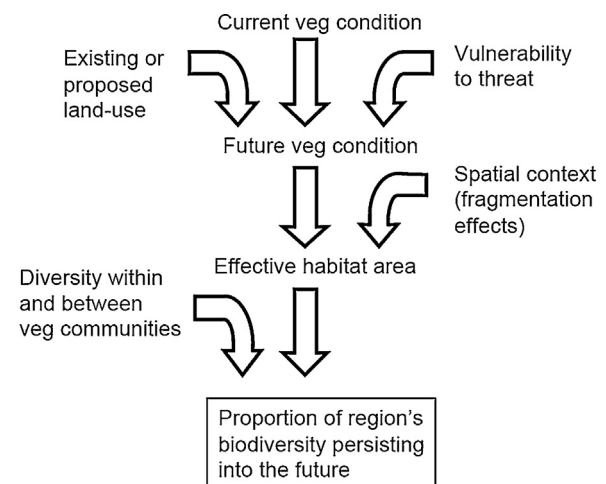 Current veg condition
Existing or
proposed
land-use
Vulnerability
to threat
Future veg condition
Spatial context
(fragmentation
effects)
Effective habitat area
Diversity within
and between
veg communities
Proportion of region's
biodiversity persisting
into the future